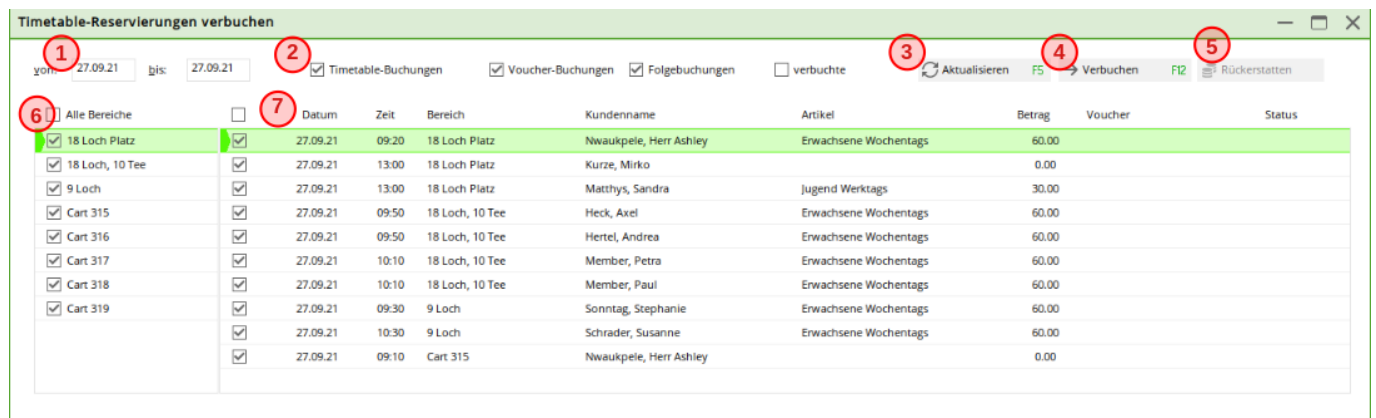 Timetable-Reservierungen verbuchen
1 2 3 4 5
von: 27.09.21 bis: 27.09.21 Timetable-Buchungen Voucher-Buchungen Folgebuchungen verbuchte Aktualisieren F5 Verbuchen F12 Rückerstatten
6 Alle Bereiche 7 Datum Zeit Bereich Kundenname Artikel Betrag Voucher Status
18 Loch Platz 27.09.21 09:20 18 Loch Platz Nwaukpele, Herr Ashley Erwachsene Wochentags 60.00
18 Loch, 10 Tee 27.09.21 13:00 18 Loch Platz Kurze, Mirko 0.00
9 Loch 27.09.21 13:00 18 Loch Platz Matthys, Sandra Jugend Werktags 30.00
Cart 315 27.09.21 09:50 18 Loch, 10 Tee Heck, Axel Erwachsene Wochentags 60.00
Cart 316 27.09.21 09:50 18 Loch, 10 Tee Hertel, Andrea Erwachsene Wochentags 60.00
Cart 317 27.09.21 10:10 18 Loch, 10 Tee Member, Petra Erwachsene Wochentags 60.00
Cart 318 27.09.21 10:10 18 Loch, 10 Tee Member, Paul Erwachsene Wochentags 60.00
Cart 319 27.09.21 09:30 9 Loch Sonntag, Stephanie Erwachsene Wochentags 60.00
27.09.21 10:30 9 Loch Schrader, Susanne Erwachsene Wochentags 60.00
27.09.21 09:10 Cart 315 Nwaukpele, Herr Ashley 0.00